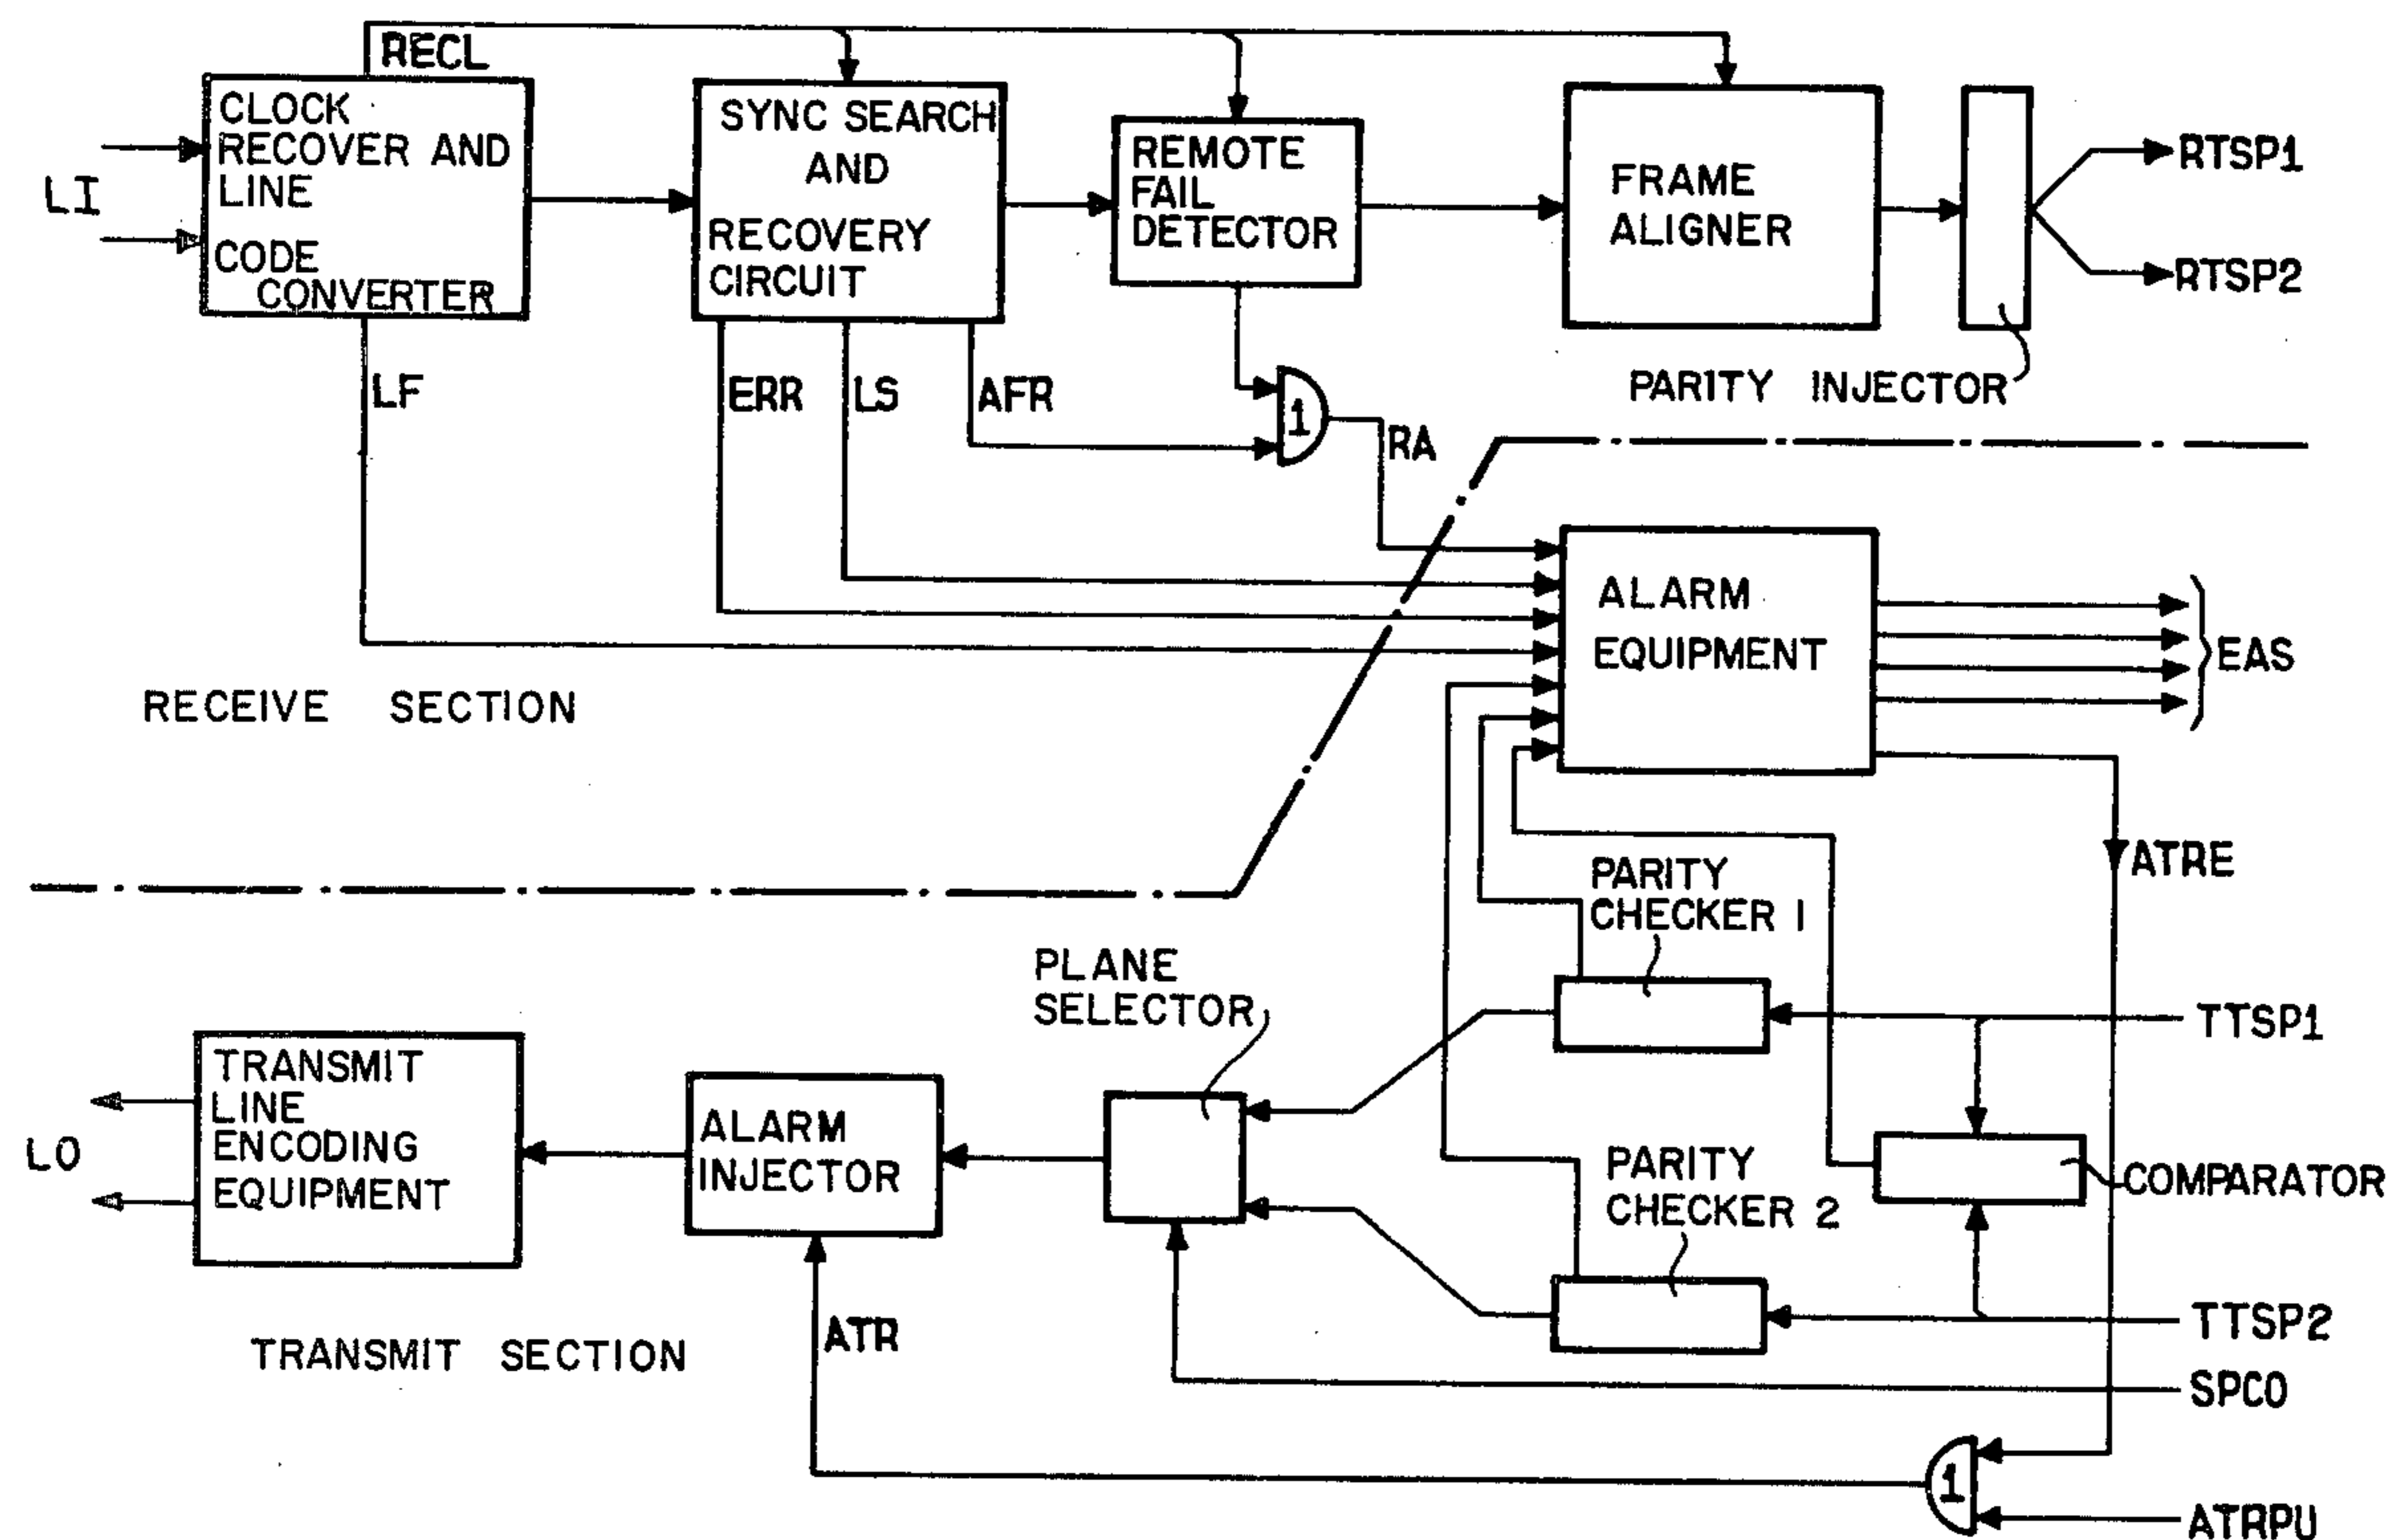 RECL
CLOCK
RECOVER AND
LINE
CODE
CONVERTER
LI
SYNC SEARCH
AND
RECOVERY
CIRCUIT
REMOTE
FAIL
DETECTOR
FRAME
ALIGNER
RTSP1
RTSP2
PARITY INJECTOR
LF
ERR
LS
AFR
1
RA
ALARM
EQUIPMENT
EAS
RECEIVE SECTION
ATRE
PARITY
CHECKER 1
PLANE
SELECTOR
TTSP1
TRANSMIT
LINE
ENCODING
EQUIPMENT
LO
ALARM
INJECTOR
PARITY
CHECKER 2
COMPARATOR
TTSP2
ATR
TRANSMIT SECTION
SPCO
1
ATRPU